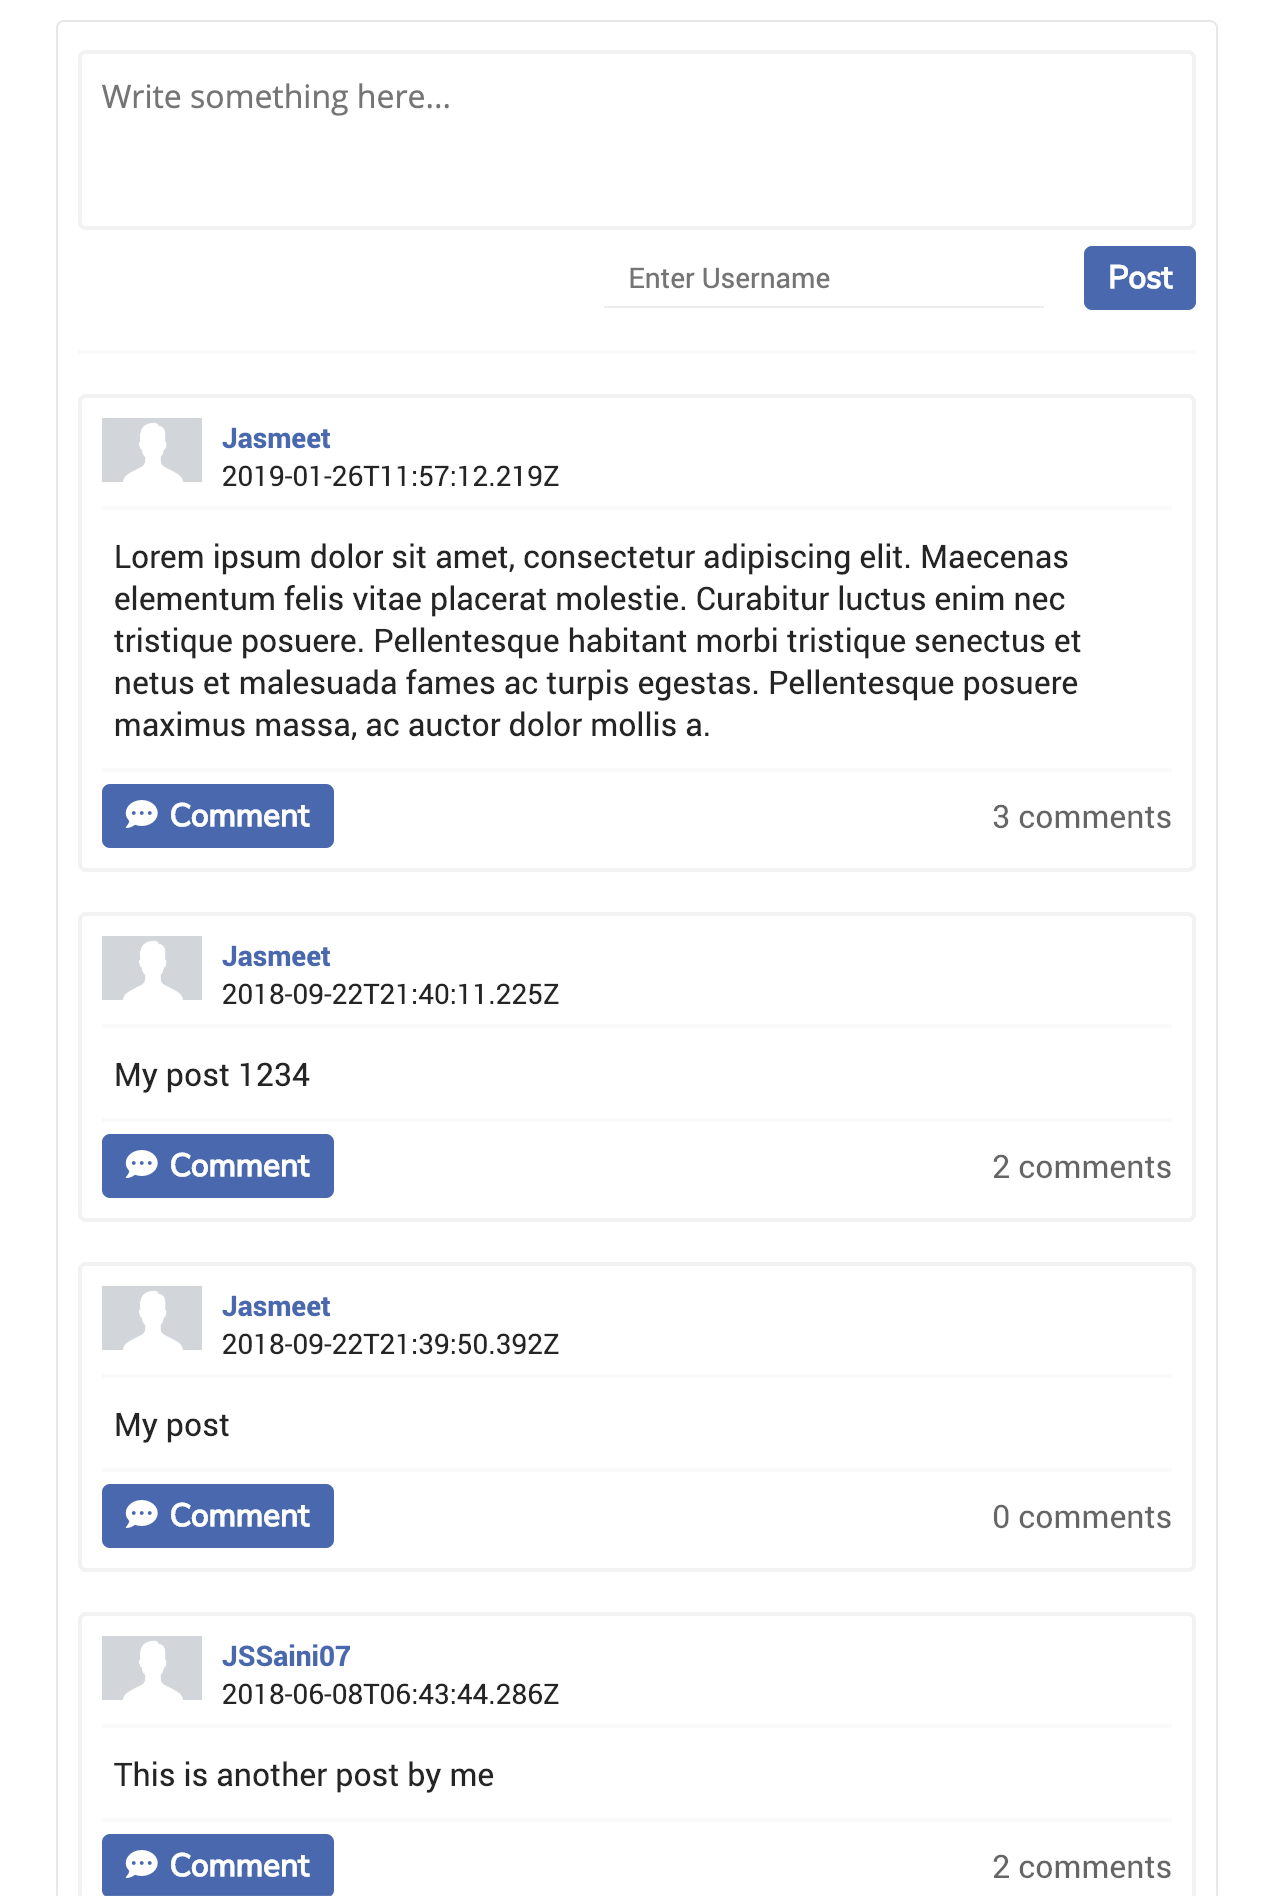 Write something here...
Enter Username
Post
Jasmeet
2019-01-26T11:57:12.219Z
Lorem ipsum dolor sit amet, consectetur adipiscing elit. Maecenas
elementum felis vitae placerat molestie. Curabitur luctus enim nec
tristique posuere. Pellentesque habitant morbi tristique senectus et
netus et malesuada fames ac turpis egestas. Pellentesque posuere
maximus massa, ac auctor dolor mollis a.
Comment
3 comments
Jasmeet
2018-09-22T21:40:11.225Z
My post 1234
Comment
2 comments
Jasmeet
2018-09-22T21:39:50.392Z
My post
Comment
0 comments
JSSaini07
2018-06-08T06:43:44.286Z
This is another post by me
Comment
2 comments